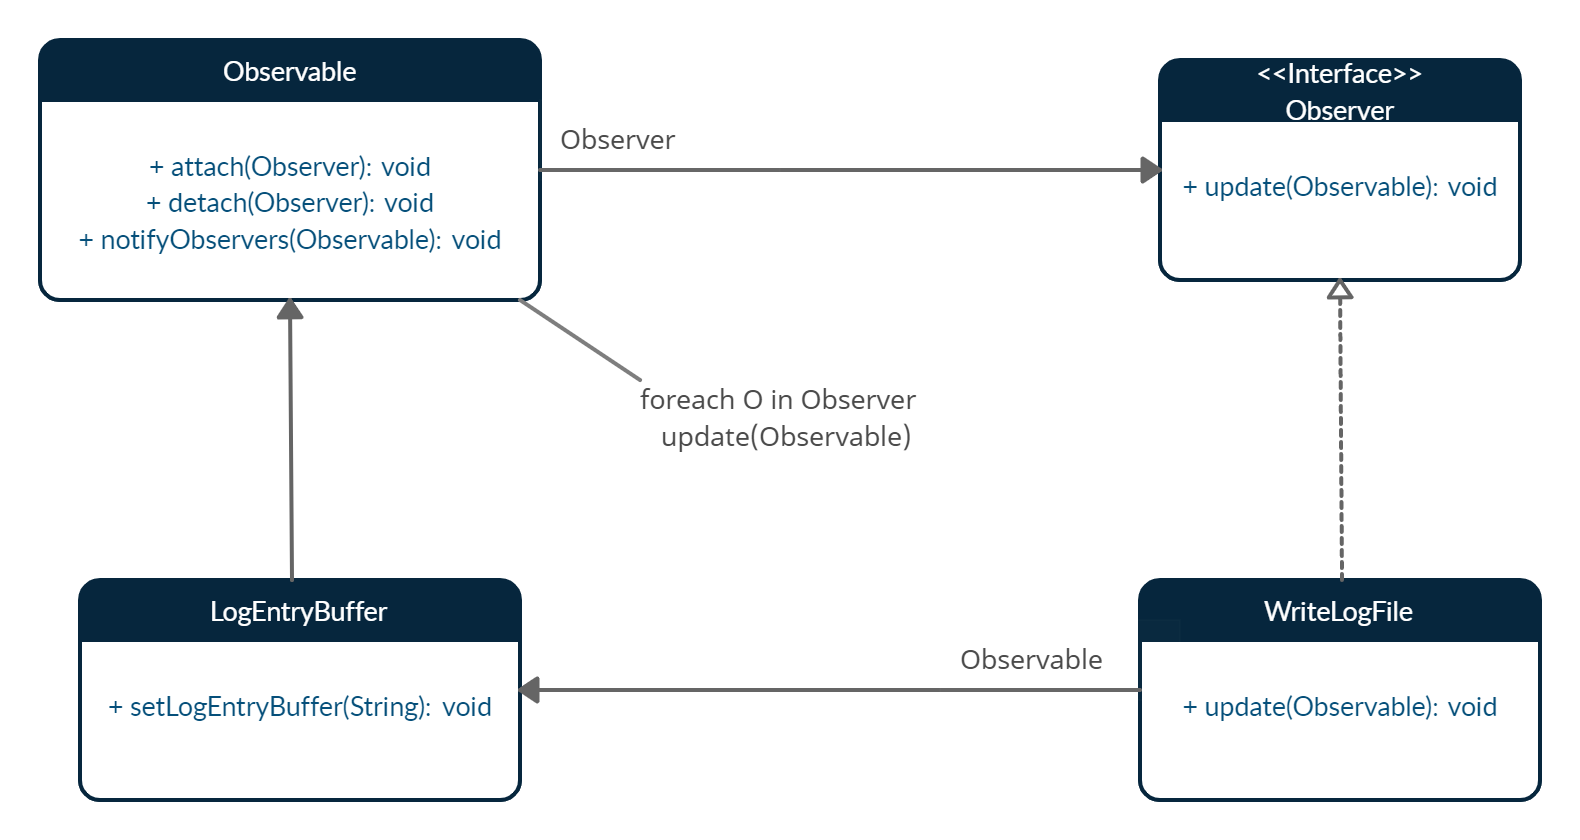 Observable
+ attach(Observer): void
+ detach(Observer): void
+ notifyObservers(Observable): void
Observer
<<Interface>>
Observer
+ update(Observable): void
foreach O in Observer
update(Observable)
LogEntryBuffer
+ setLogEntryBuffer(String): void
Observable
WriteLogFile
+ update(Observable): void